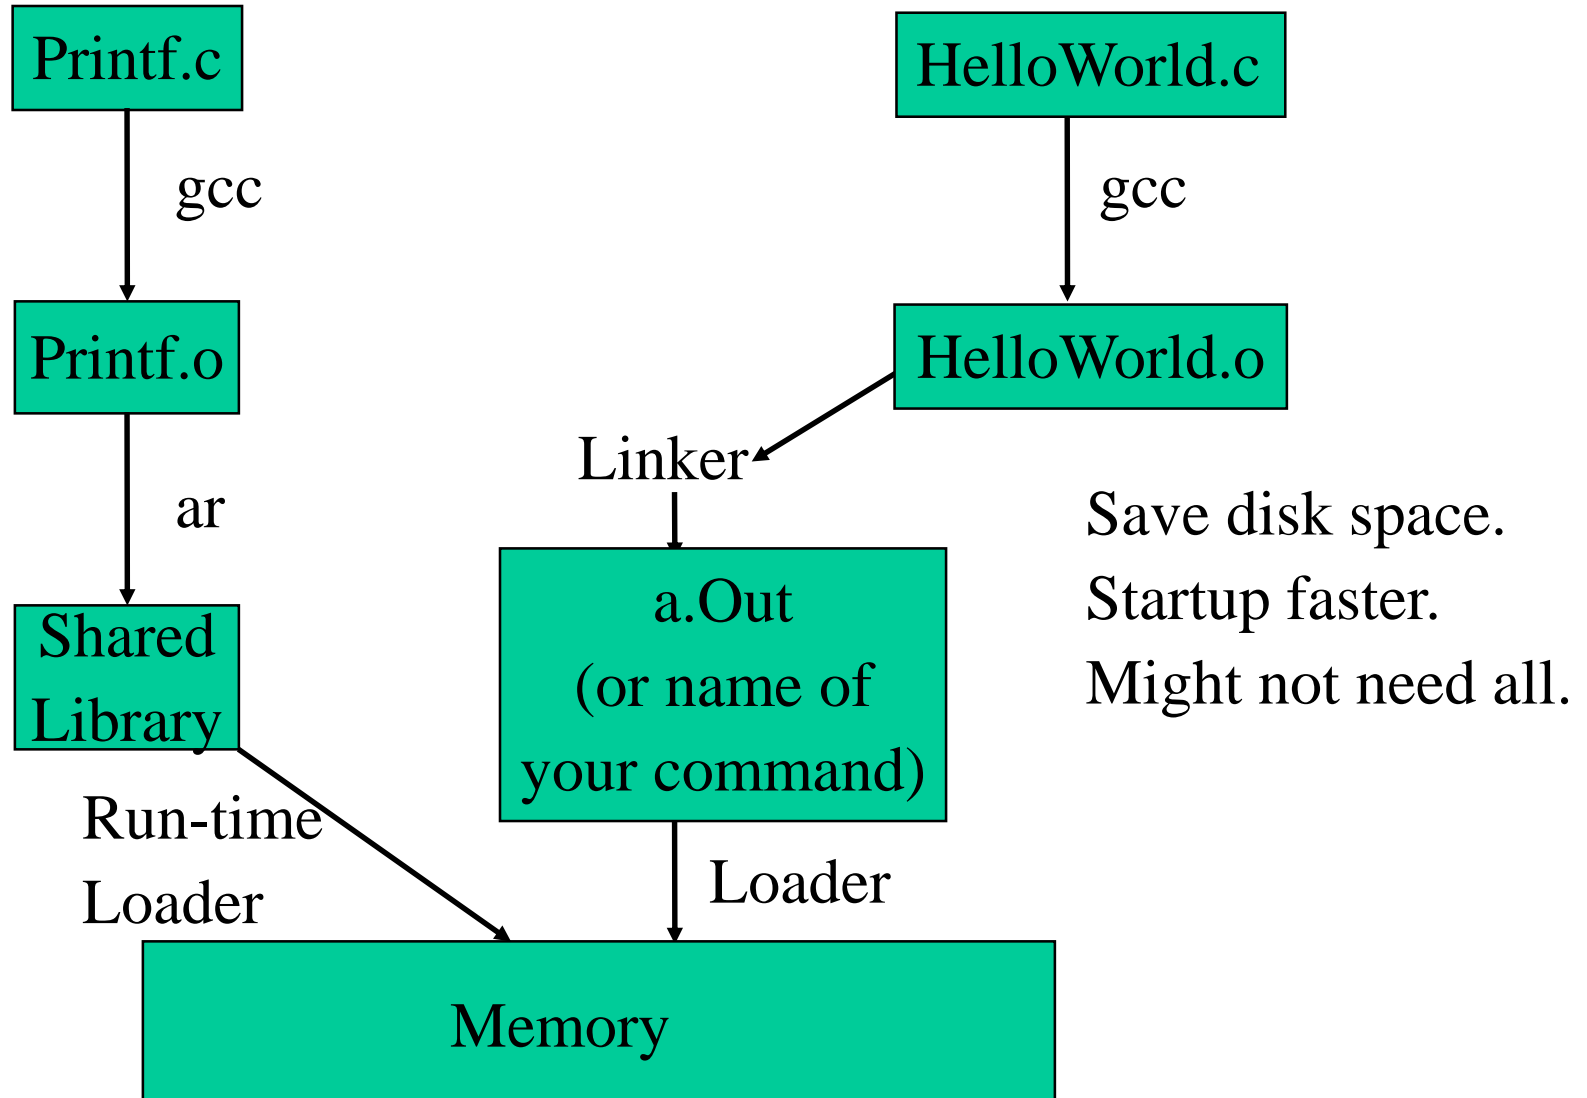 Printf.c
HelloWorld.c
gcc
gcc
Printf.o
HelloWorld.o
Linker
ar
Save disk space.
Startup faster.
Might not need all.
Shared
Library
a.Out
(or name of
your command)
Run-time
Loader
Loader
Memory